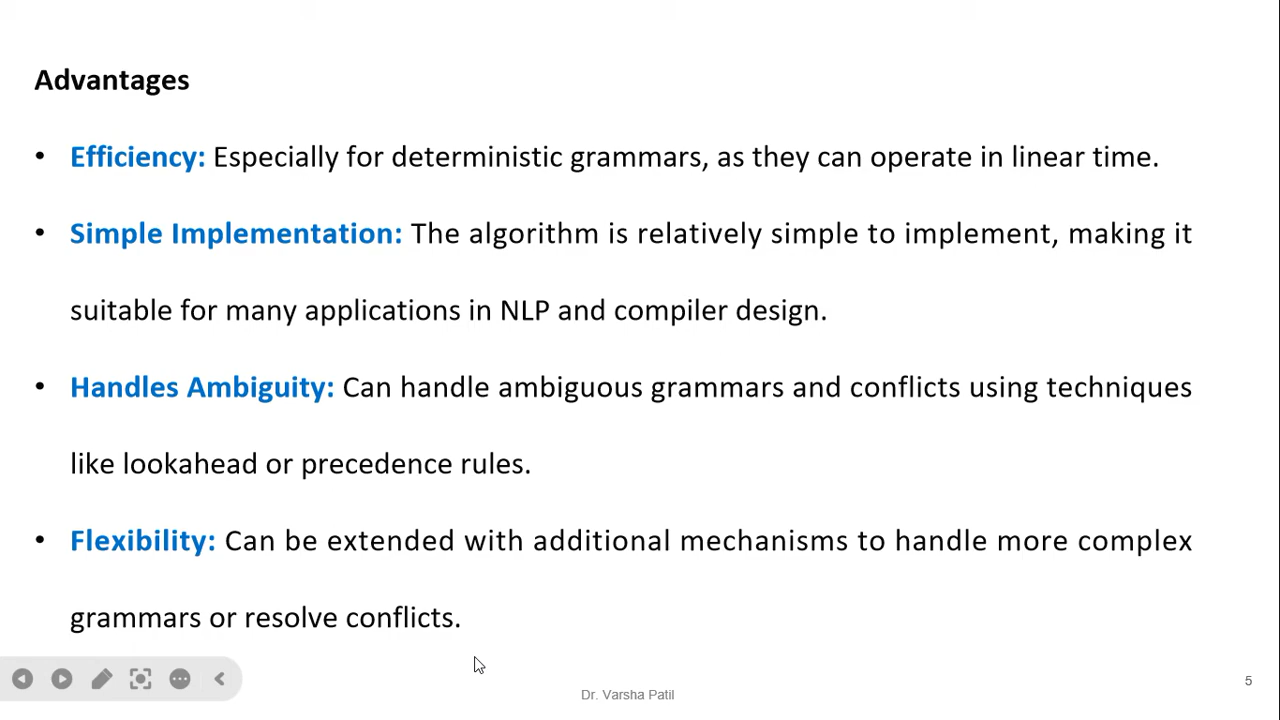 Advantages
• Efficiency: Especially for deterministic grammars, as they can operate in linear time.
• Simple Implementation: The algorithm is relatively simple to implement, making it
suitable for many applications in NLP and compiler design.
• Handles Ambiguity: Can handle ambiguous grammars and conflicts using techniques
like lookahead or precedence rules.
• Flexibility: Can be extended with additional mechanisms to handle more complex
grammars or resolve conflicts.
5
Dr. Varsha Patil